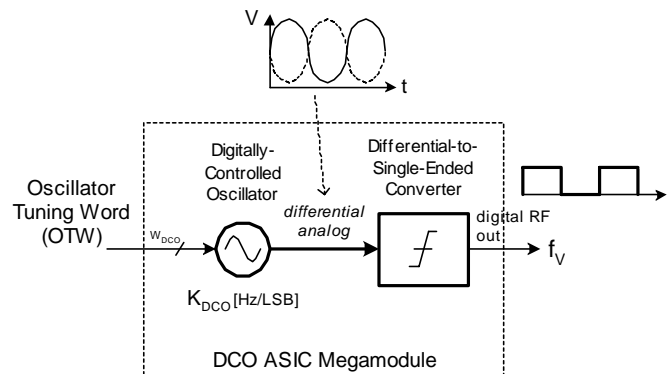 V
t
Digitally-
Controlled
Oscillator
Differential-to-
Single-Ended
Converter
Oscillator
Tuning Word
(OTW)
W_DCO
differential
analog
digital RF
out
f_V
K_DCO [Hz/LSB]
DCO ASIC Megamodule